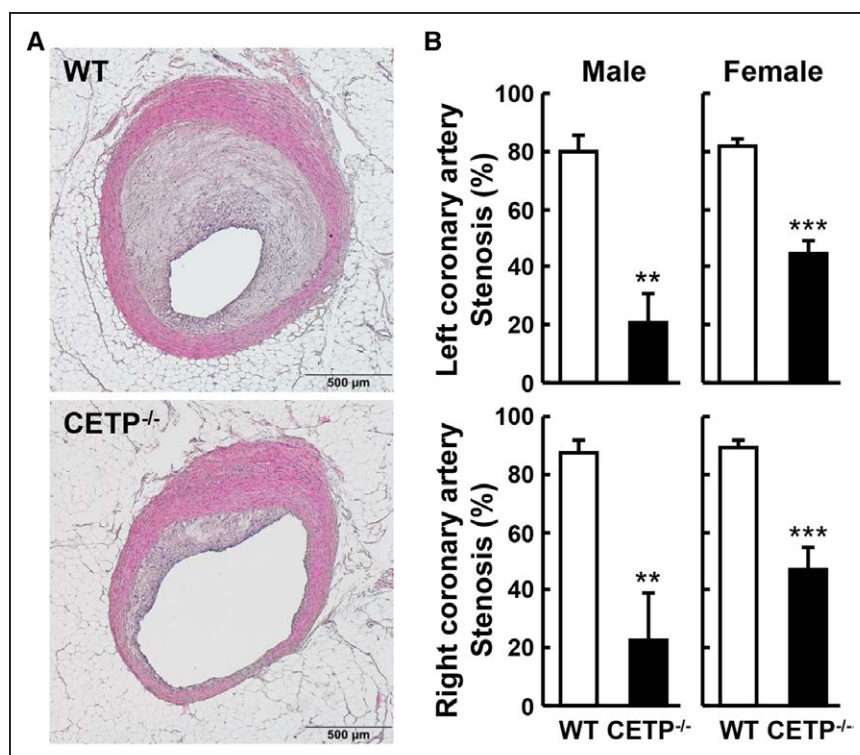 A
WT
500 µm
CETP-/-
500 µm
B
Male
Female
Left coronary artery
Stenosis (%)
100
80
60
40
20
0
**
***
Right coronary artery
Stenosis (%)
100
80
60
40
20
0
**
***
WT CETP-/-
WT CETP-/-